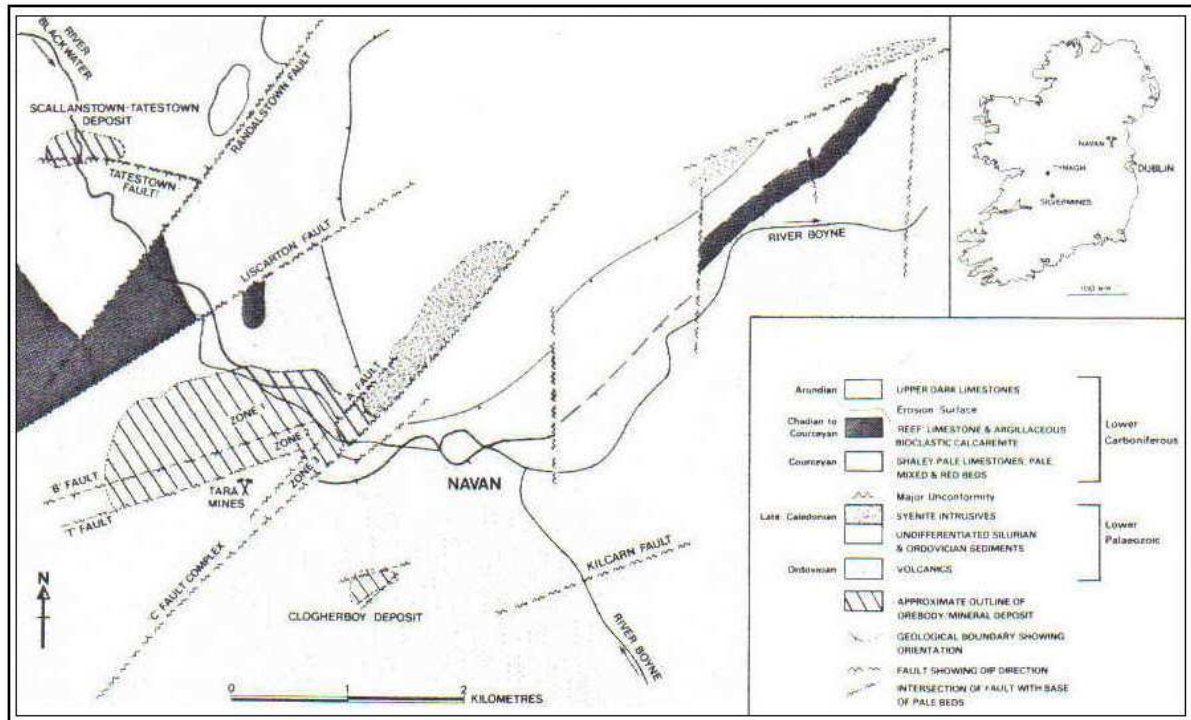 RIVER
BLACKWATER
SCALLANSTOWN-TATESTOWN
DEPOSIT
TATESTOWN
FAULT
RANDALSTOWN FAULT
LISCARTON FAULT
A FAULT
ZONE 1
ZONE 2
ZONE 3
'B' FAULT
'T' FAULT
TARA
MINES
C FAULT COMPLEX
NAVAN
CLOGHERBOY DEPOSIT
KILCARN FAULT
RIVER
BOYNE
RIVER BOYNE
N
0 1 2
KILOMETRES
NAVAN
TYNAGH
DUBLIN
SILVERMINES
100 KM
Arundian
UPPER DARK LIMESTONES
Erosion Surface
Chadian to
Courceyan
REEF LIMESTONE & ARGILLACEOUS
BIOCLASTIC CALCARENITE
Lower
Carboniferous
Courceyan
SHALEY-PALE LIMESTONES, PALE,
MIXED & RED BEDS
Major Unconformity
Late Caledonian
SYENITE INTRUSIVES
UNDIFFERENTIATED SILURIAN
& ORDOVICIAN SEDIMENTS
Lower
Palaeozoic
Ordovician
VOLCANICS
APPROXIMATE OUTLINE OF
OREBODY/MINERAL DEPOSIT
GEOLOGICAL BOUNDARY SHOWING
ORIENTATION
FAULT SHOWING DIP DIRECTION
INTERSECTION OF FAULT WITH BASE
OF PALE BEDS